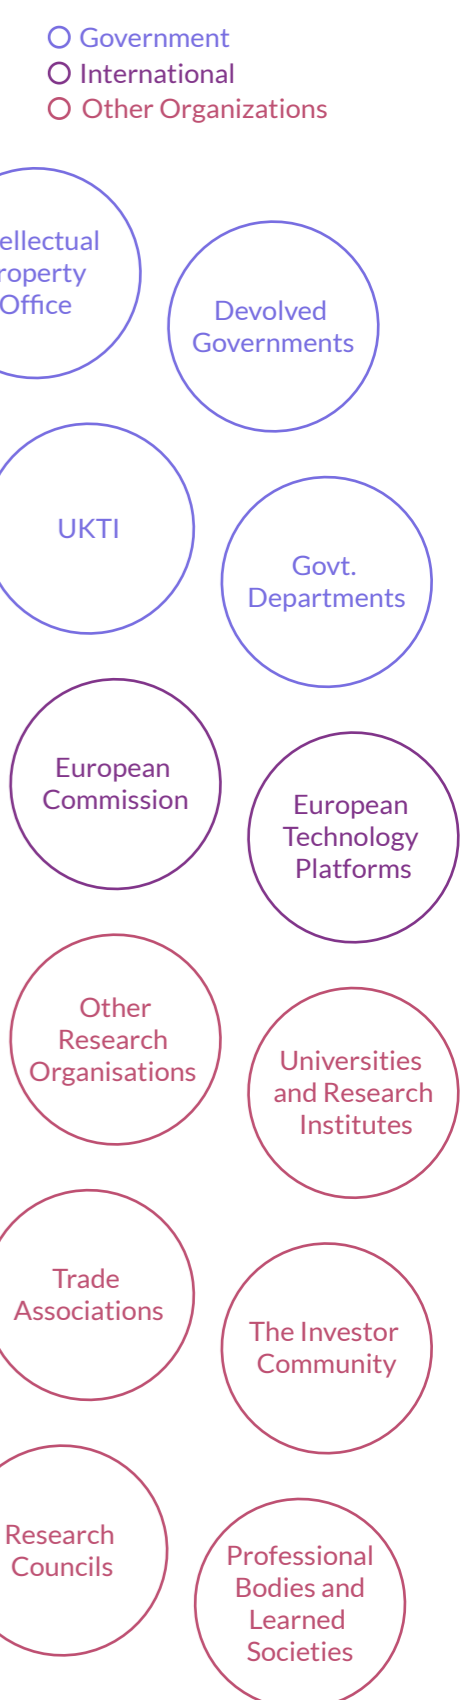 Government
International
Other Organizations
ellectual
roperty
Office
Devolved
Governments
UKTI
Govt.
Departments
European
Commission
European
Technology
Platforms
Other
Research
Organisations
Universities
and Research
Institutes
Trade
Associations
The Investor
Community
Research
Councils
Professional
Bodies and
Learned
Societies